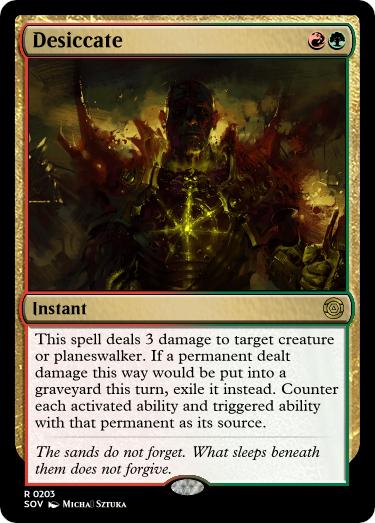 Desiccate
Instant
This spell deals 3 damage to target creature
or planeswalker. If a permanent dealt
damage this way would be put into a
graveyard this turn, exile it instead. Counter
each activated ability and triggered ability
with that permanent as its source.
The sands do not forget. What sleeps beneath
them does not forgive.
R 0203
SOV Micha Sztuka